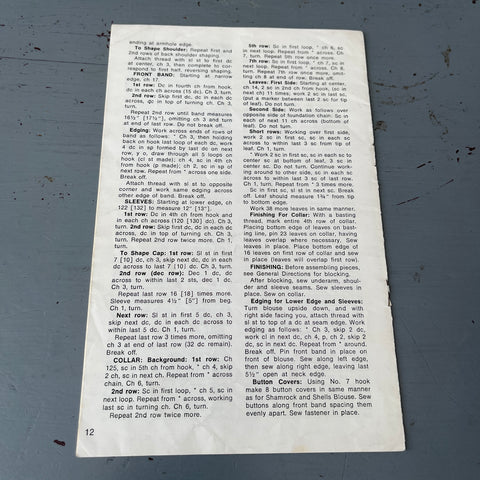 ending at armhole edge.
To Shape Shoulder: Repeat first and
2nd rows of back shoulder shaping.
Attach thread with sl st to first dc
at center, ch 3, then complete to cor-
respond to first half, reversing shaping.
FRONT BAND: Starting at narrow
edge, ch 17.
1st row: Dc in fourth ch from hook,
dc in each ch across (15 dc). Ch 3, turn.
2nd row: Skip first dc, dc in each dc
across, dc in top of turning ch. Ch 3,
turn.
Repeat 2nd row until band measures
16½" [17½"], omitting ch 3 and turn
at end of last row. Do not break off.
Edging: Work across ends of rows of
band as follows: * Ch 3, then holding
back on hook last loop of each dc, work
4 dc in sp formed by last dc on next
row, y o, draw through all 5 loops on
hook (cl st made); ch 4, sc in 4th ch
from hook (p made); ch 2, sc in sp of
next row. Repeat from * across one side.
Break off.
Attach thread with sl st to opposite
corner and work same edging across
other edge of band. Break off.
SLEEVES: Starting at lower edge, ch
122 [132] to measure 12" [13"].
1st row: Dc in 4th ch from hook and
in each ch across (120 [130] dc). Ch 3,
turn. 2nd row: Skip first dc, dc in each dc
across, dc in top of turning ch. Ch 3, turn.
Repeat 2nd row twice more. Ch 1,
turn.
To Shape Cap: 1st row: Sl st in first
7 [10] dc, ch 3, skip next dc, dc in each
dc across to last 7 [10] dc. Ch 3, turn.
2nd row (dec row): Dec 1 dc, dc
across to within last 2 sts, dec 1 dc.
Ch 3, turn.
Repeat last row 16 [18] times more.
Sleeve measures 4½" [5"] from beg.
Ch 1, turn.
Next row: Sl st in first 5 dc, ch 3,
skip next dc, dc in each dc across to
within last 5 dc. Ch 1, turn.
Repeat last row 3 times more, omitting
ch 3 at end of last row (32 dc remain).
Break off.
COLLAR: Background: 1st row: Ch
125, sc in 5th ch from hook, * ch 4, skip
2 ch, sc in next ch. Repeat from * across
chain, Ch 6, turn.
2nd row: Sc in first loop, * ch 5, sc in
next loop. Repeat from * across, working
last sc in turning ch. Ch 6, turn.
Repeat 2nd row twice more.
12
5th row: Sc in first loop, * ch 6, sc
in next loop. Repeat from * across. Ch
7, turn. Repeat 5th row once more.
7th row: Sc in first loop, * ch 7, sc in
next loop. Repeat from * across. Ch 8,
turn. Repeat 7th row once more, omit-
ting ch 8 at end of row. Break off.
Leaves: First Side: Starting at center,
ch 14, 2 sc in 2nd ch from hook, (sc in
next ch) 11 times; work 2 sc in last sc,
(put a marker between last 2 sc for tip
of leaf). Do not turn.
Second Side: Work as follows over
opposite side of foundation chain: Sc in
each of next 11 ch across (bottom of
leaf). Do not turn.
Short rows: Working over first side,
work 2 sc in first sc, sc in each sc to
across to within last 3 sc from tip of leaf.
Ch 1, turn.
* Work 2 sc in first sc, sc in each sc to
center sc at bottom of leaf, 3 sc in
center sc. Do not turn. Continue work-
ing around to other side, sc in each sc
across to within last 3 sc of last row.
Ch 1, turn. Repeat from * 3 times more.
Sc in first sc, sl st in next sc. Break
off. Leaf should measure 1¾" from tip
to bottom edge.
Work 38 more leaves in same manner.
Finishing For Collar: With a basting
thread, mark entire 4th row of collar.
Placing bottom edge of leaves on bast-
ing line, pin 23 leaves on collar, having
leaves overlap where necessary. Sew
leaves in place. Place bottom edge of 16
leaves in first row of collar and sew
in place (leaves will overlap first row).
FINISHING: Before assembling pieces,
see General Directions for blocking.
After blocking, sew underarm, shoul-
der and sleeve seams. Sew sleeves in
place. Sew on collar.
Edging for Lower Edge and Sleeves:
Turn blouse upside down, and with
right side facing you, attach thread with
sl st to top of a dc at seam edge. Work
edging as follows: * Ch 3, skip 2 dc,
work cl in next dc, ch 4, p, ch 2, skip 2
dc, sc in next dc. Repeat from * around.
Break off. Pin front band in place on
front of blouse. Sew along left edge,
then sew along right edge, leaving last
5½" open at neck edge.
Button Covers: Using No. 7 hook
make 8 button covers in same manner
as for Shamrock and Shells Blouse. Sew
buttons along front band spacing them
evenly apart. Sew fastener in place.